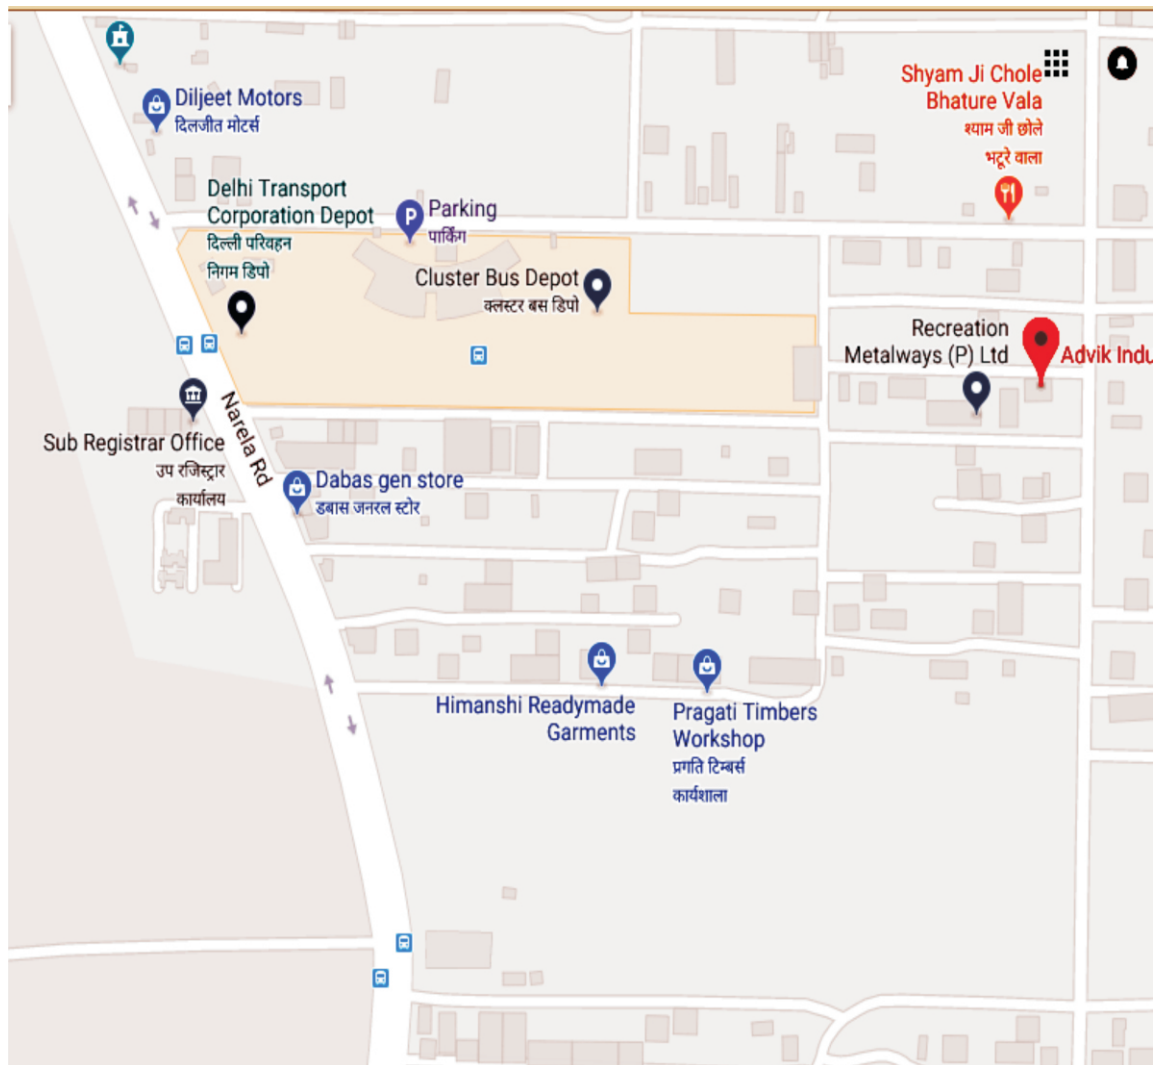 Shyam Ji Chole
Bhature Vala
श्याम जी छोले
भटूरे वाला
Diljeet Motors
दिलजीत मोटर्स
Delhi Transport
Corporation Depot
दिल्ली परिवहन
निगम डिपो
P
Parking
पार्किंग
Cluster Bus Depot
क्लस्टर बस डिपो
Recreation
Metalways (P) Ltd
Advik Indu
Narela Rd
Sub Registrar Office
उप रजिस्ट्रार
कार्यालय
Dabas gen store
डबास जनरल स्टोर
Himanshi Readymade
Garments
Pragati Timbers
Workshop
प्रगति टिम्बर्स
कार्यशाला